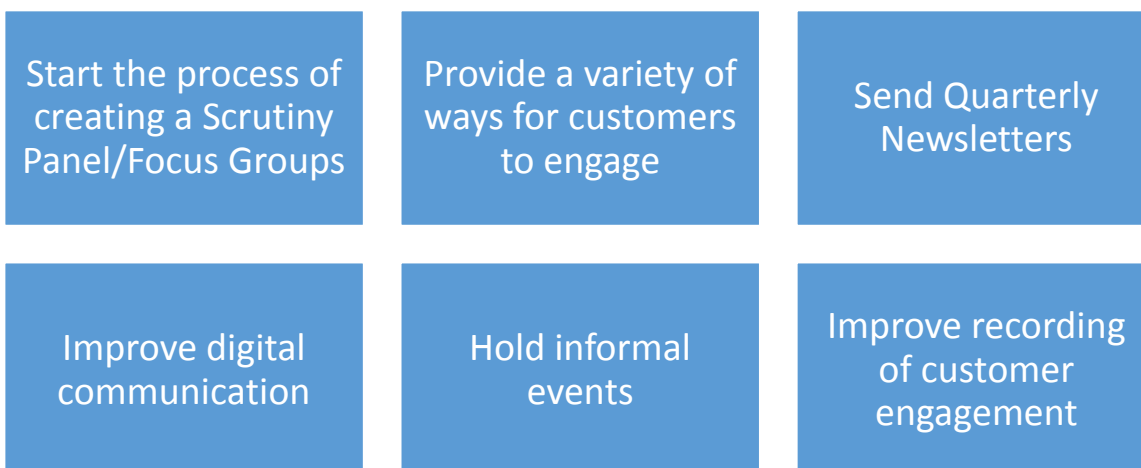 Start the process of
creating a Scrutiny
Panel/Focus Groups
Provide a variety of
ways for customers
to engage
Send Quarterly
Newsletters
Improve digital
communication
Hold informal
events
Improve recording
of customer
engagement